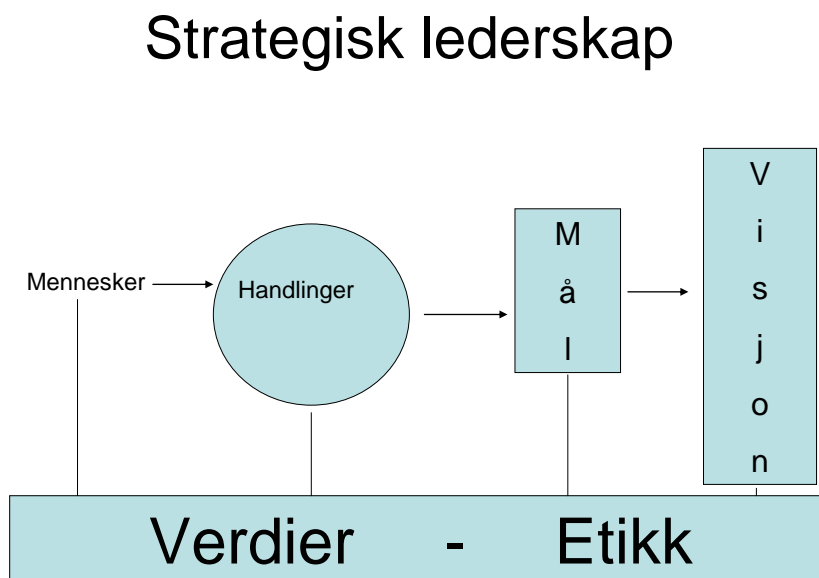 Strategisk lederskap
Mennesker
Handlinger
Mål
Visjon
Verdier - Etikk